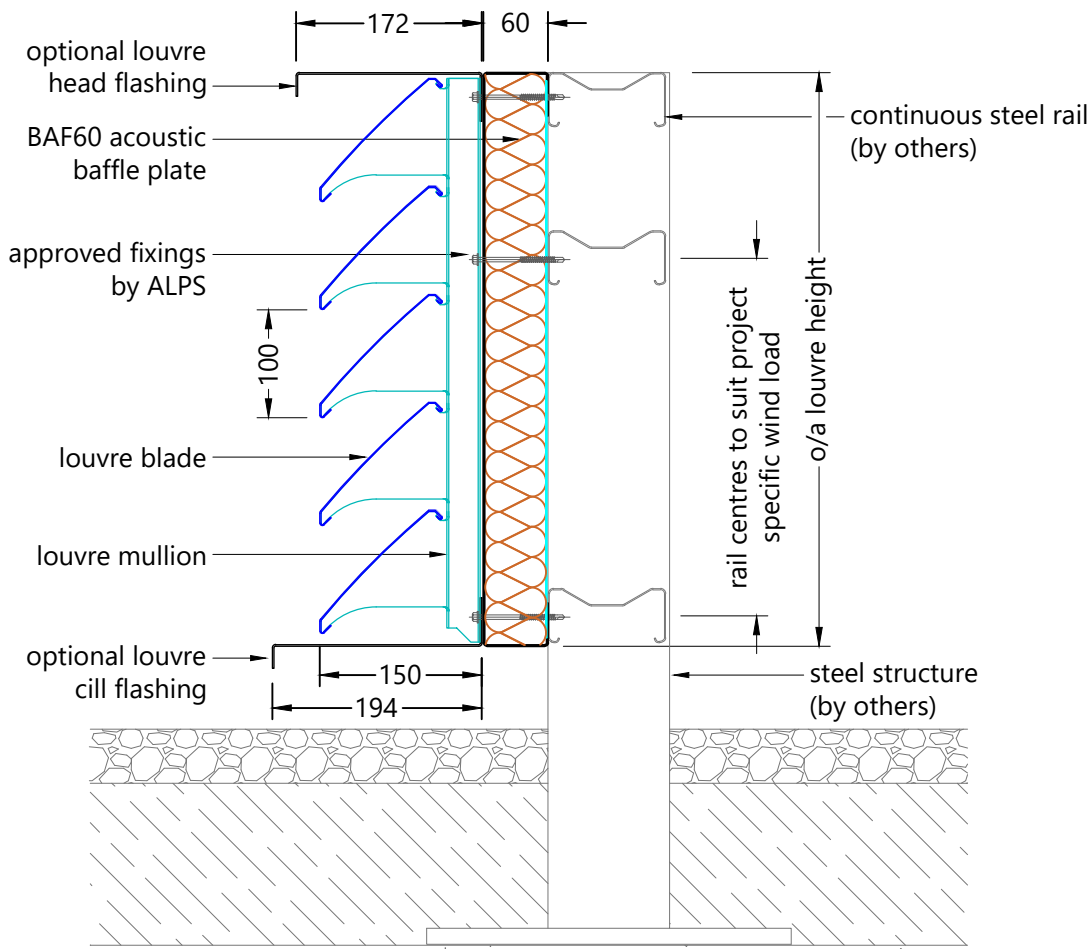 172
60
optional louvre
head flashing
BAF60 acoustic
baffle plate
continuous steel rail
(by others)
approved fixings
by ALPS
100
rail centres to suit project
specific wind load
o/a louvre height
louvre blade
louvre mullion
optional louvre
cill flashing
150
194
steel structure
(by others)